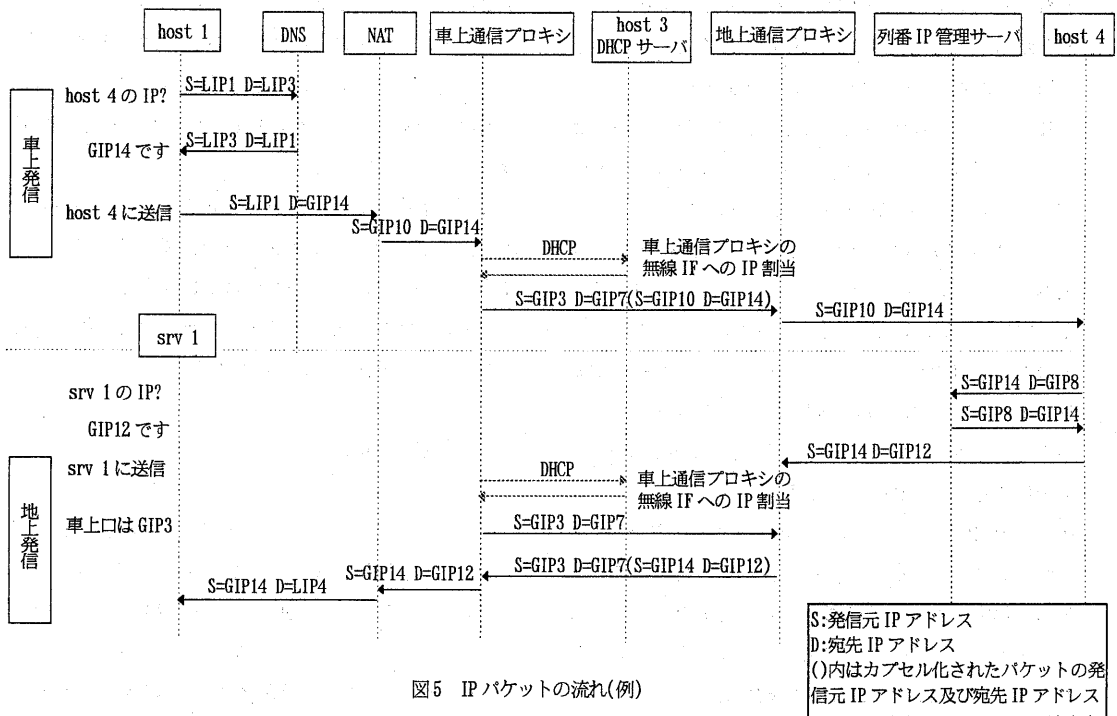 host 1
DNS
NAT
車上通信プロキシ
host 3
DHCP サーバ
地上通信プロキシ
列番 IP 管理サーバ
host 4
車上発信
host 4 の IP?
S=LIP1 D=LIP3
GIP14 です
S=LIP3 D=LIP1
host 4 に送信
S=LIP1 D=GIP14
S=GIP10 D=GIP14
DHCP
車上通信プロキシの
無線 IF への IP 割当
S=GIP3 D=GIP7(S=GIP10 D=GIP14)
S=GIP10 D=GIP14
srv 1
地上発信
srv 1 の IP?
S=GIP14 D=GIP8
GIP12 です
S=GIP8 D=GIP14
srv 1 に送信
S=GIP14 D=GIP12
DHCP
車上通信プロキシの
無線 IF への IP 割当
車上口は GIP3
S=GIP3 D=GIP7
S=GIP3 D=GIP7(S=GIP14 D=GIP12)
S=GIP14 D=GIP12
S=GIP14 D=LIP4
S:発信元 IP アドレス
D:宛先 IP アドレス
()内はカプセル化されたパケットの発
信元 IP アドレス及び宛先 IP アドレス
図5 IP パケットの流れ(例)